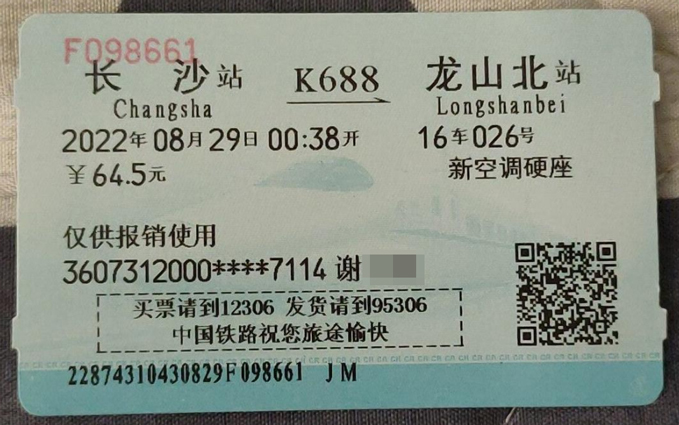 F098661
长 沙站 K688 龙山北站
Changsha Longshanbei
2022年08月29日 00:38开 16车026号
￥64.5元 新空调硬座
仅供报销使用
3607312000****7114 谢
买票请到12306 发货请到95306
中国铁路祝您旅途愉快
22874310430829F098661 JM